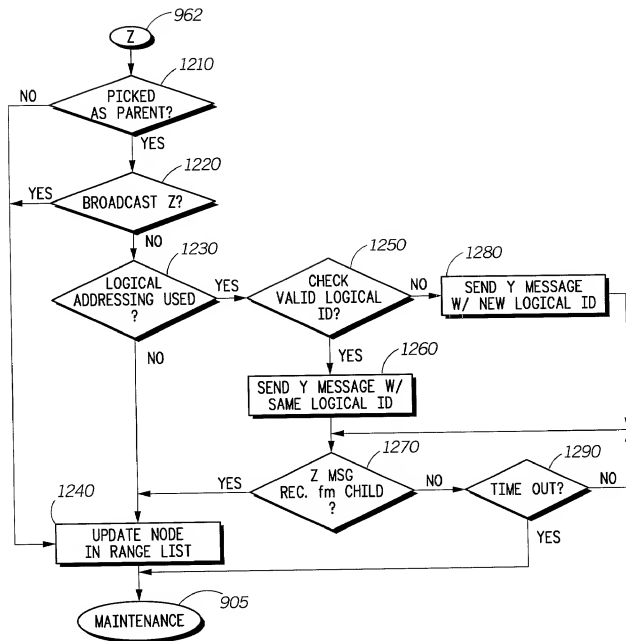 Z
962
1210
NO
PICKED
AS PARENT?
YES
1220
YES
BROADCAST Z?
NO
1230
LOGICAL
ADDRESSING USED
?
YES
NO
1250
CHECK
VALID LOGICAL
ID?
NO
YES
1280
SEND Y MESSAGE
W/ NEW LOGICAL ID
1260
SEND Y MESSAGE W/
SAME LOGICAL ID
1270
Z MSG
REC. fm CHILD
?
YES
NO
1290
TIME OUT?
NO
YES
1240
UPDATE NODE
IN RANGE LIST
MAINTENANCE
905